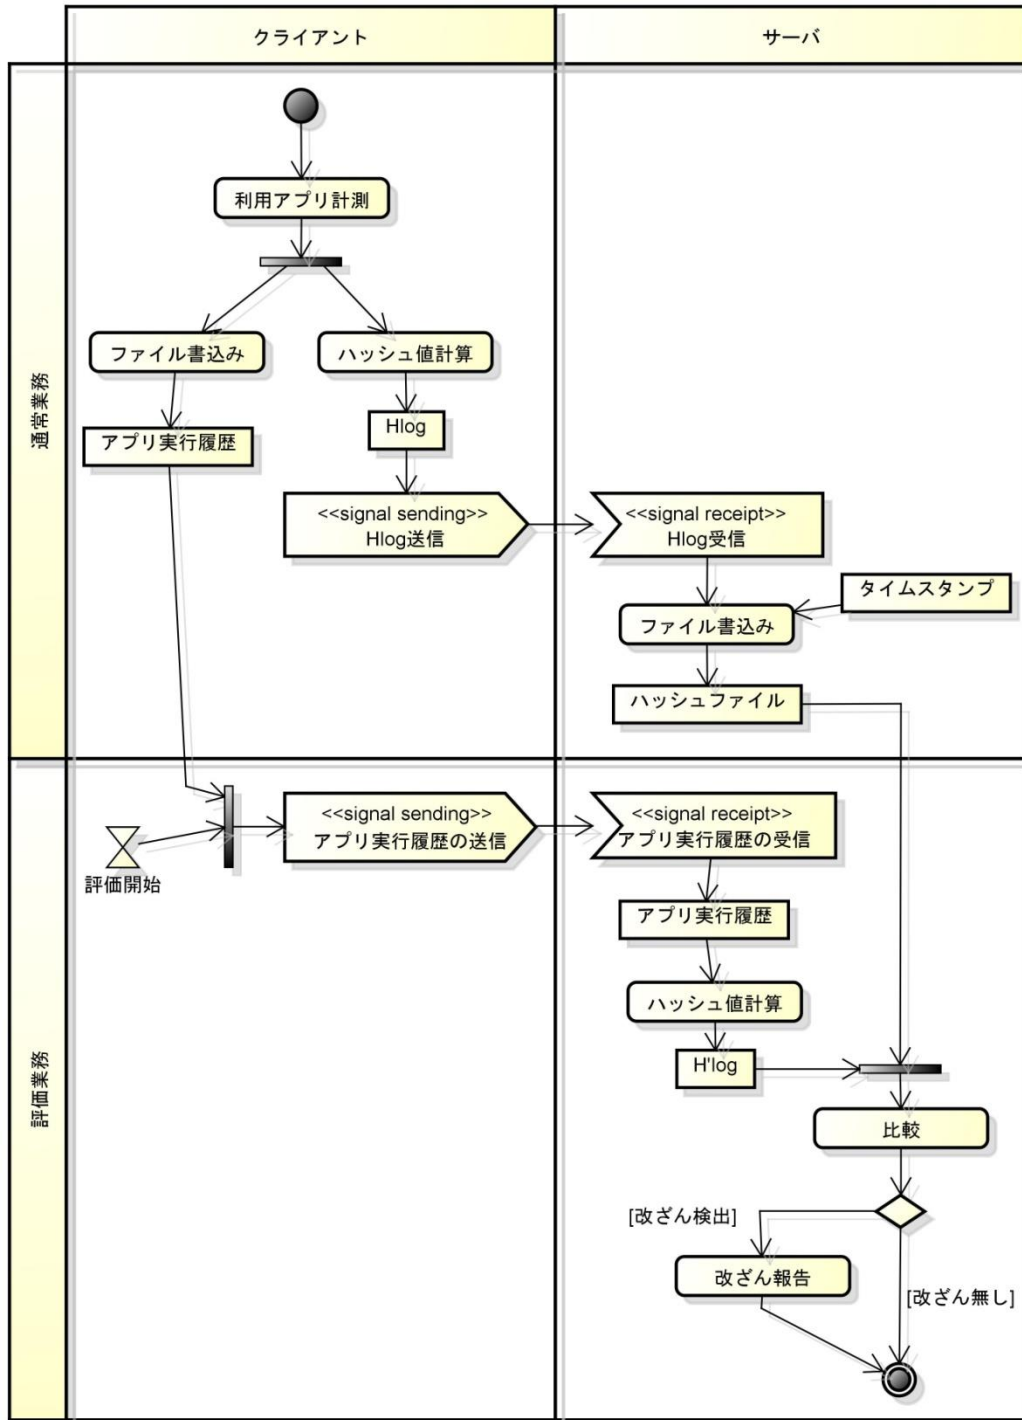 クライアント
サーバ
通常業務
利用アプリ計測
ファイル書込み
ハッシュ値計算
アプリ実行履歴
Hlog
<<signal sending>>
Hlog送信
<<signal receipt>>
Hlog受信
タイムスタンプ
ファイル書込み
ハッシュファイル
評価業務
評価開始
<<signal sending>>
アプリ実行履歴の送信
<<signal receipt>>
アプリ実行履歴の受信
アプリ実行履歴
ハッシュ値計算
H'log
比較
[改ざん検出]
改ざん報告
[改ざん無し]